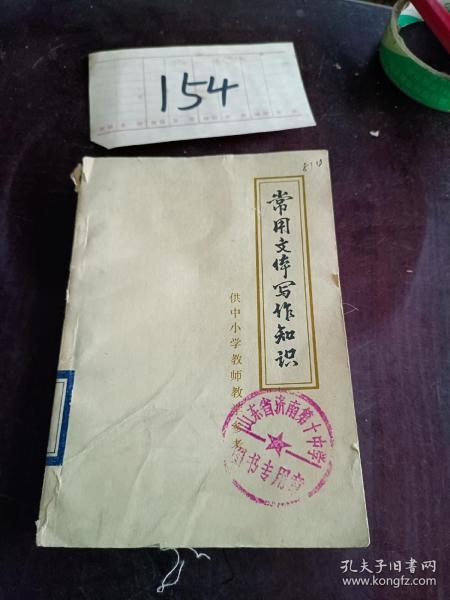 154
常用文体写作知识
供中小学教师教学参考
山东省济南第十中学
图书专用章
孔夫子旧书网
www.kongfz.com